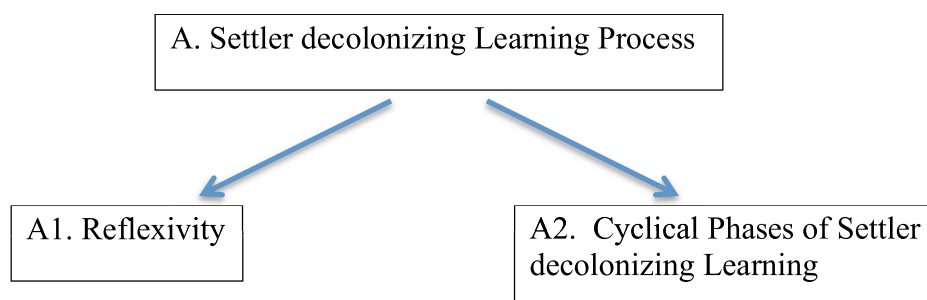 A. Settler decolonizing Learning Process
A1. Reflexivity
A2.  Cyclical Phases of Settler
decolonizing Learning